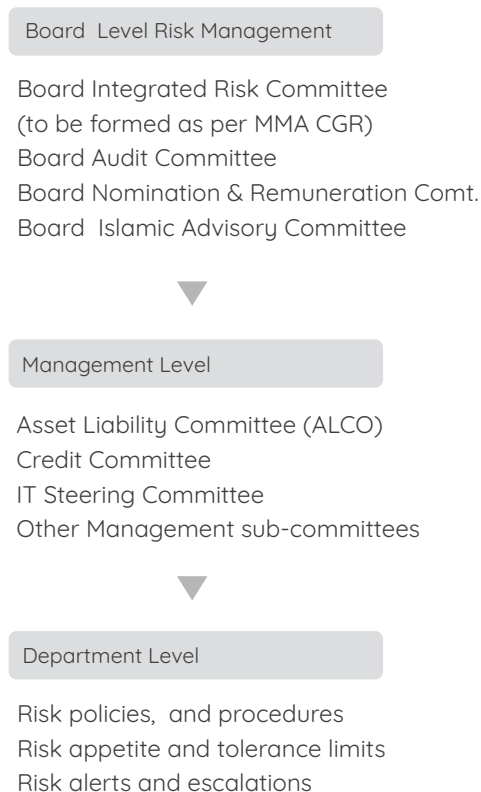 Board Level Risk Management
Board Integrated Risk Committee
(to be formed as per MMA CGR)
Board Audit Committee
Board Nomination & Remuneration Comt.
Board Islamic Advisory Committee
Management Level
Asset Liability Committee (ALCO)
Credit Committee
IT Steering Committee
Other Management sub-committees
Department Level
Risk policies, and procedures
Risk appetite and tolerance limits
Risk alerts and escalations